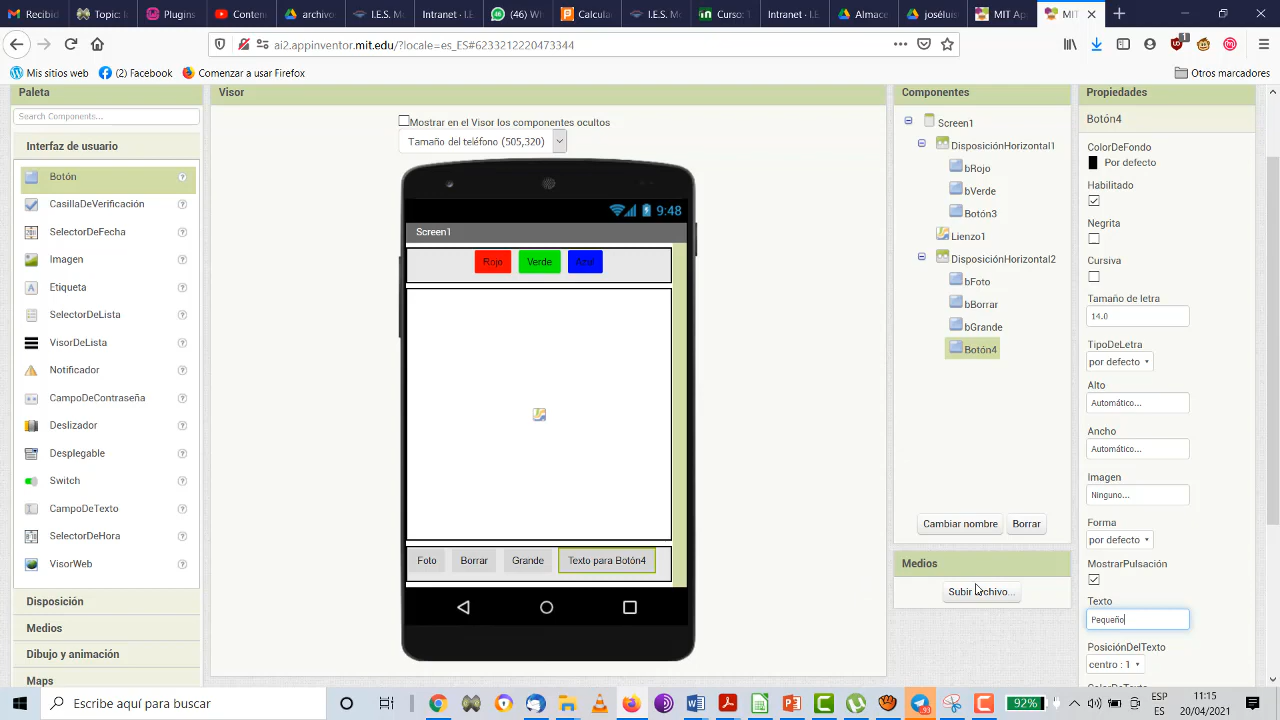 Recibid
Topic:
Plugins
Content
archivo
I.E.S.
Intranet - I.E
(46) Wh
Calcula
I.E.S. M
Curso: T
Intranet - I
Almace
joséluis
MIT Ap
MIT
ai2.appinventor.mit.edu/?locale=es_ES#6233212220473344
1
Mis sitios web
(2) Facebook
Comenzar a usar Firefox
Otros marcadores
Paleta
Visor
Componentes
Propiedades
Search Components...
Interfaz de usuario
Botón
CasillaDeVerificación
SelectorDeFecha
Imagen
Etiqueta
SelectorDeLista
VisorDeLista
Notificador
CampoDeContraseña
Deslizador
Desplegable
Switch
CampoDeTexto
SelectorDeHora
VisorWeb
Disposición
Medios
Dibujo y animación
Maps
Mostrar en el Visor los componentes ocultos
Tamaño del teléfono (505,320)
9:48
Screen1
Rojo
Verde
Azul
Foto
Borrar
Grande
Texto para Botón4
Screen1
DisposiciónHorizontal1
bRojo
bVerde
Botón3
Lienzo1
DisposiciónHorizontal2
bFoto
bBorrar
bGrande
Botón4
Cambiar nombre
Borrar
Medios
Subir archivo...
Botón4
ColorDeFondo
Por defecto
Habilitado
Negrita
Cursiva
Tamaño de letra
14.0
TipoDeLetra
por defecto
Alto
Automático...
Ancho
Automático...
Imagen
Ninguno...
Forma
por defecto
MostrarPulsación
Texto
Pequeño
PosiciónDelTexto
centro : 1
Escribe aquí para buscar
92%
ESP
ES
11:15
20/04/2021